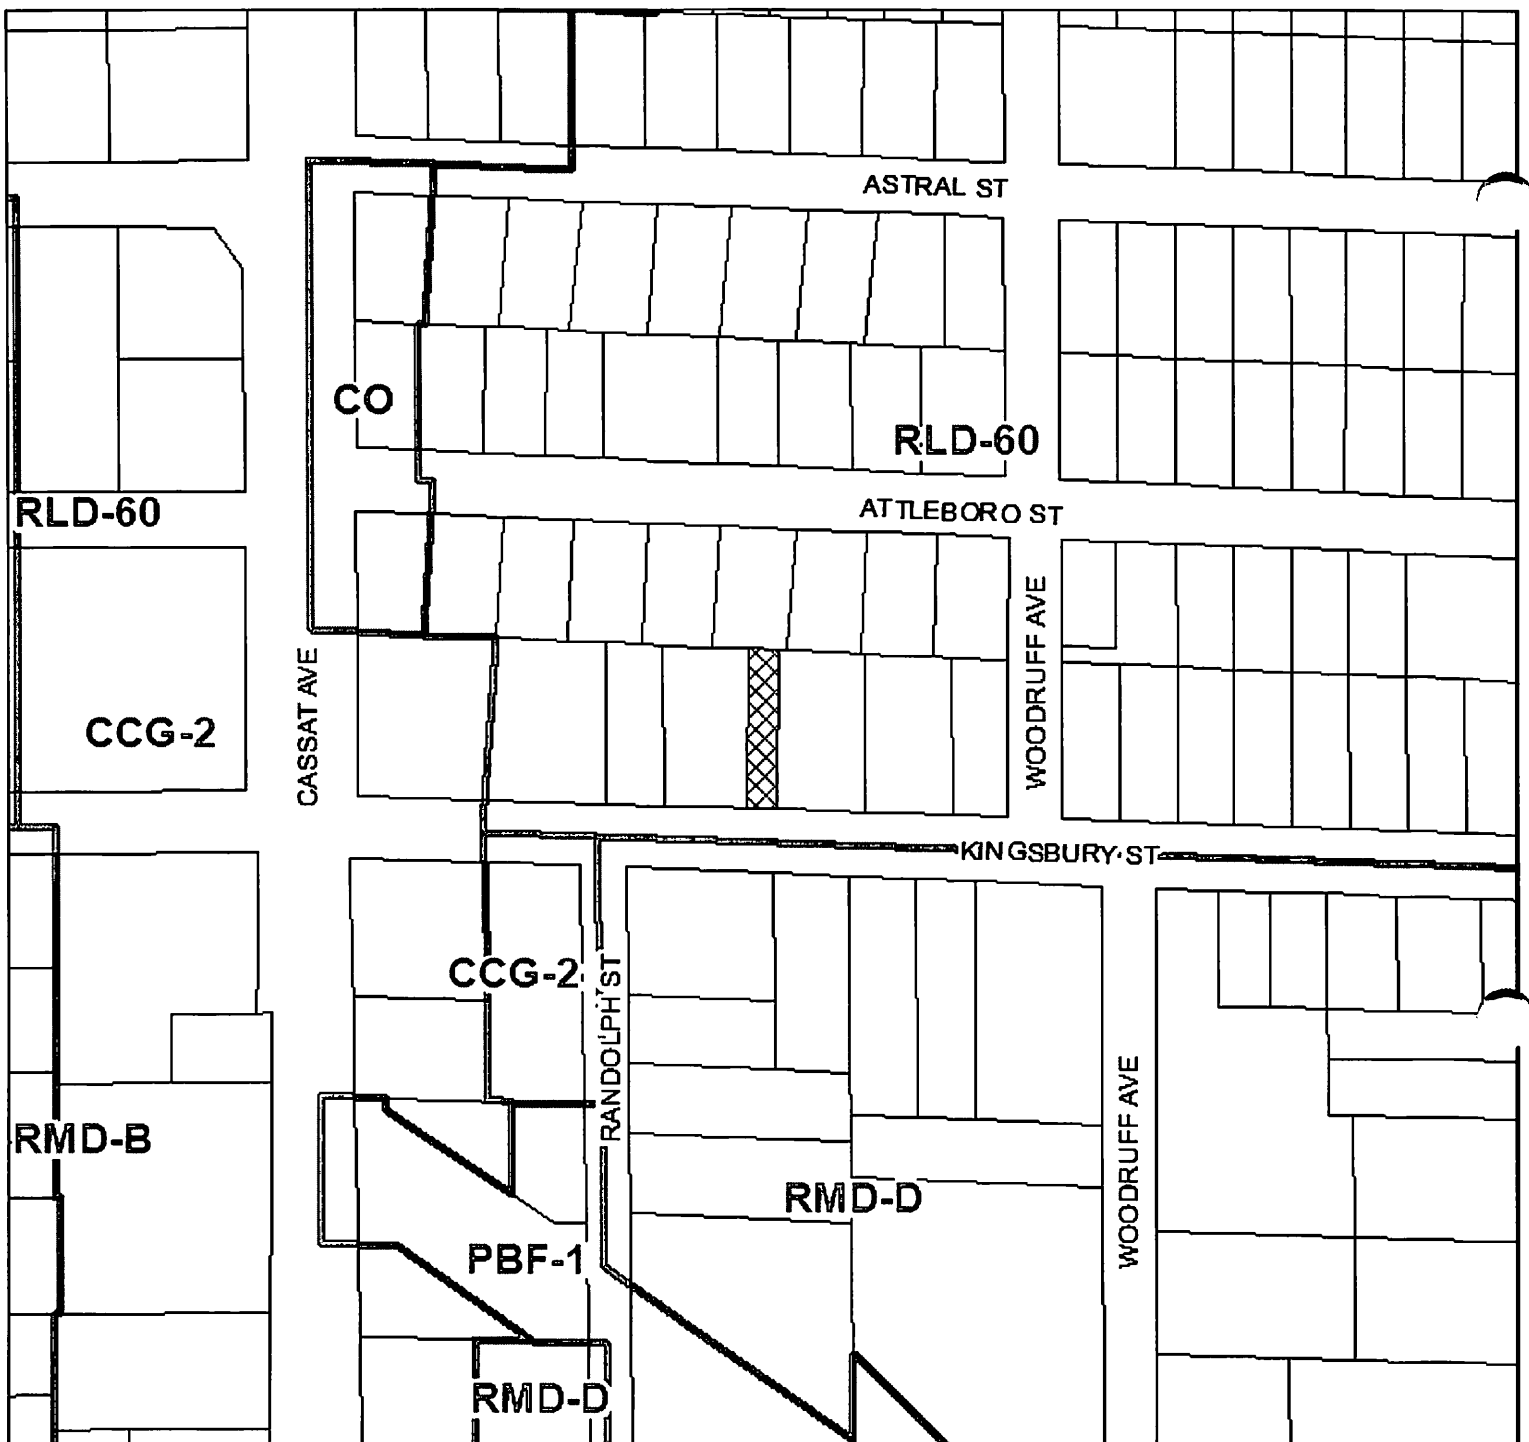 ASTRAL ST
CO
RLD-60
RLD-60
ATTLEBORO ST
WOODRUFF AVE
CASSAT AVE
CCG-2
KINGSBURY ST
CCG-2
RANDOLPH ST
RMD-B
WOODRUFF AVE
RMD-D
PBF-1
RMD-D